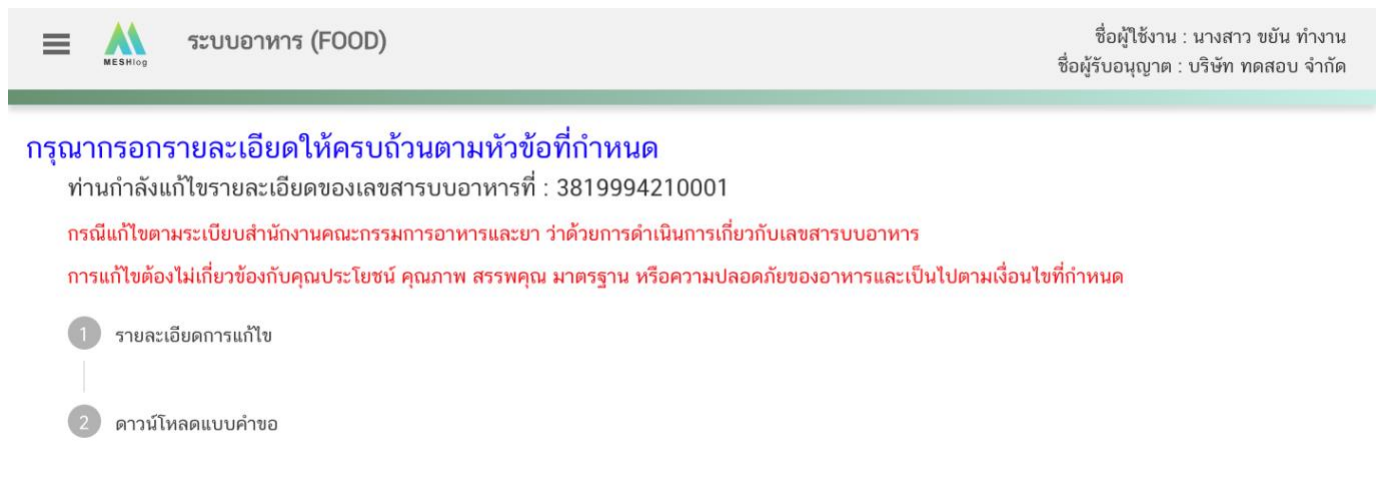 ระบบอาหาร (FOOD)
MESHlog
ชื่อผู้ใช้งาน : นางสาว ขยัน ทำงาน
ชื่อผู้รับอนุญาต : บริษัท ทดสอบ จำกัด
กรุณากรอกรายละเอียดให้ครบถ้วนตามหัวข้อที่กำหนด
ท่านกำลังแก้ไขรายละเอียดของเลขสารบบอาหารที่ : 3819994210001
กรณีแก้ไขตามระเบียบสำนักงานคณะกรรมการอาหารและยา ว่าด้วยการดำเนินการเกี่ยวกับเลขสารบบอาหาร
การแก้ไขต้องไม่เกี่ยวข้องกับคุณประโยชน์ คุณภาพ สรรพคุณ มาตรฐาน หรือความปลอดภัยของอาหารและเป็นไปตามเงื่อนไขที่กำหนด
1 รายละเอียดการแก้ไข
2 ดาวน์โหลดแบบคำขอ